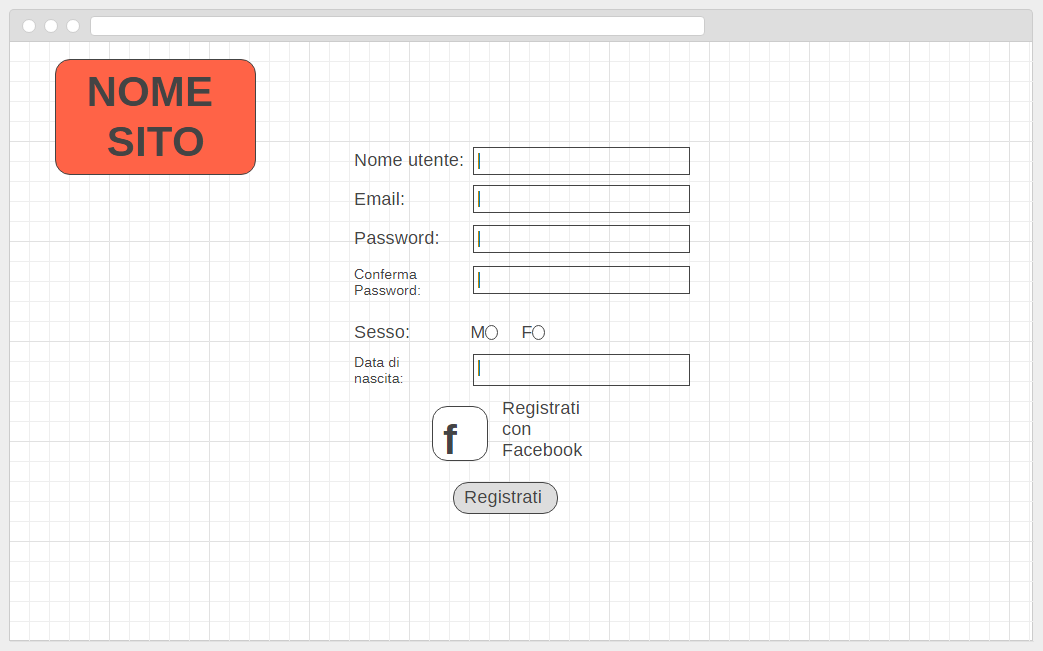 NOME
SITO
Nome utente:
Email:
Password:
Conferma
Password:
Sesso: M F
Data di
nascita:
f
Registrati
con
Facebook
Registrati